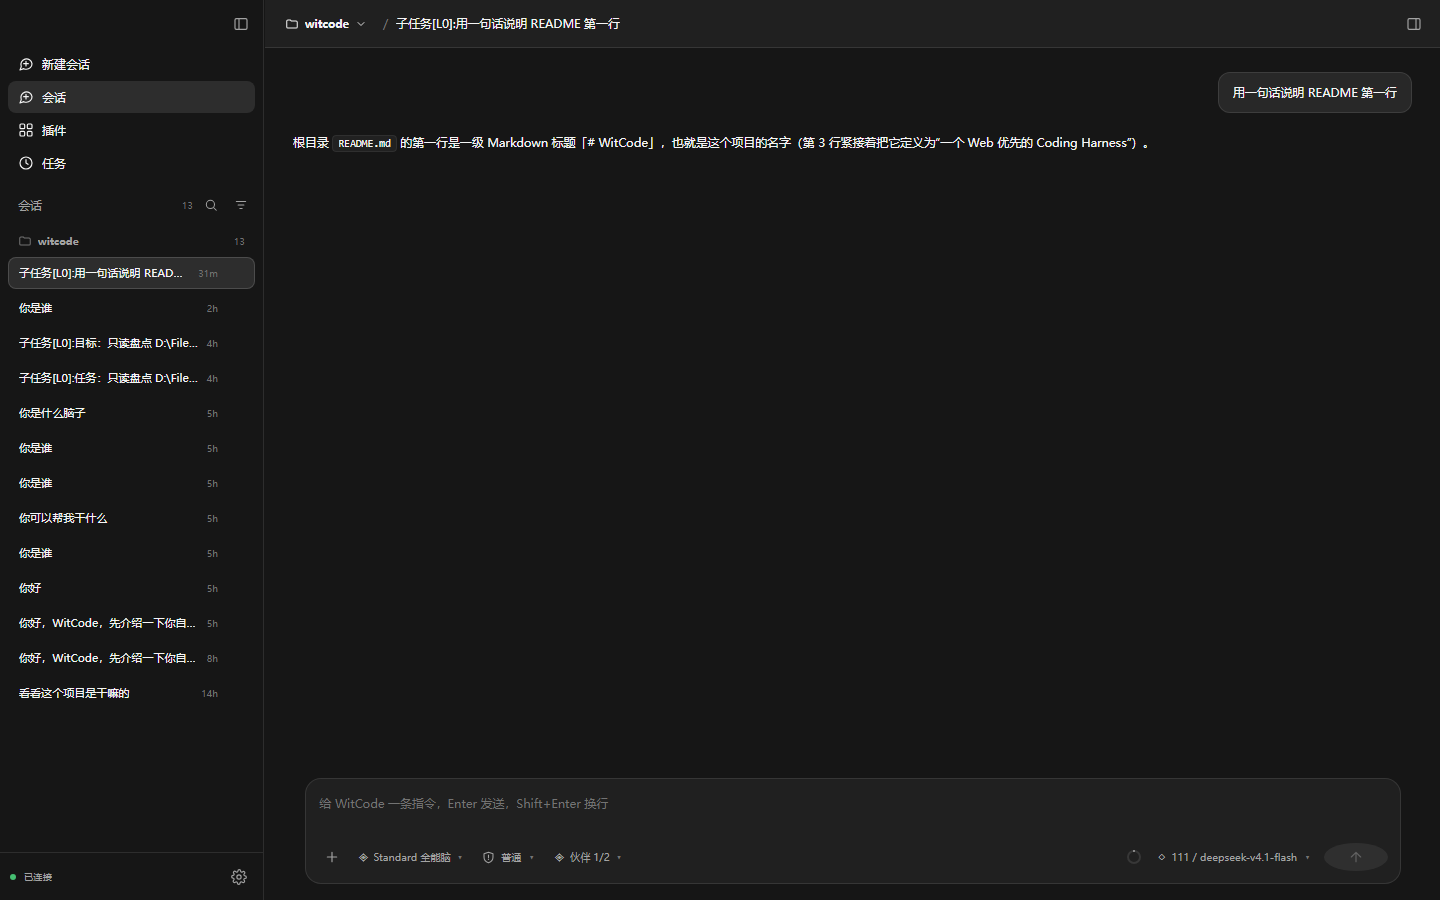 witcode / 子任务[L0]:用一句话说明 README 第一行
新建会话
会话
插件
任务
会话 13
witcode 13
子任务[L0]:用一句话说明 READ... 31m
你是谁 2h
子任务[L0]:目标：只读盘点 D:\File... 4h
子任务[L0]:任务：只读盘点 D:\File... 4h
你是什么脑子 5h
你是谁 5h
你是谁 5h
你可以帮我干什么 5h
你是谁 5h
你好 5h
你好，WitCode，先介绍一下你自... 5h
你好，WitCode，先介绍一下你自... 8h
看看这个项目是干嘛的 14h
已连接
用一句话说明 README 第一行
根目录 README.md 的第一行是一级 Markdown 标题「# WitCode」，也就是这个项目的名字（第 3 行紧接着把它定义为“一个 Web 优先的 Coding Harness”）。
给 WitCode 一条指令，Enter 发送，Shift+Enter 换行
Standard 全能脑 普通 伙伴 1/2 111 / deepseek-v4.1-flash